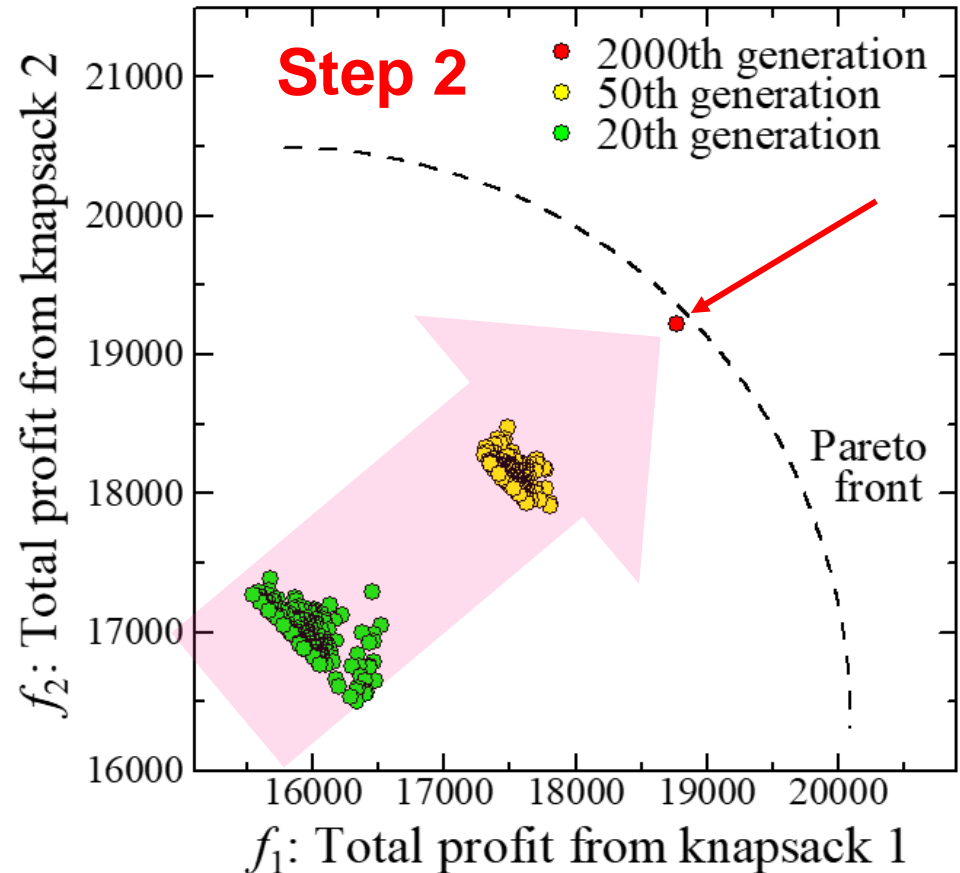 Step 2
2000th generation
50th generation
20th generation
f2: Total profit from knapsack 2
21000
20000
19000
18000
17000
16000
Pareto
front
16000 17000 18000 19000 20000
f1: Total profit from knapsack 1